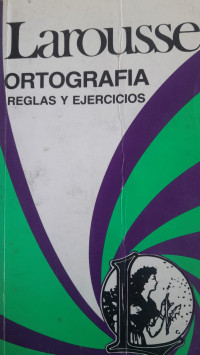 Larousse
ORTOGRAFIA
REGLAS Y EJERCICIOS
L